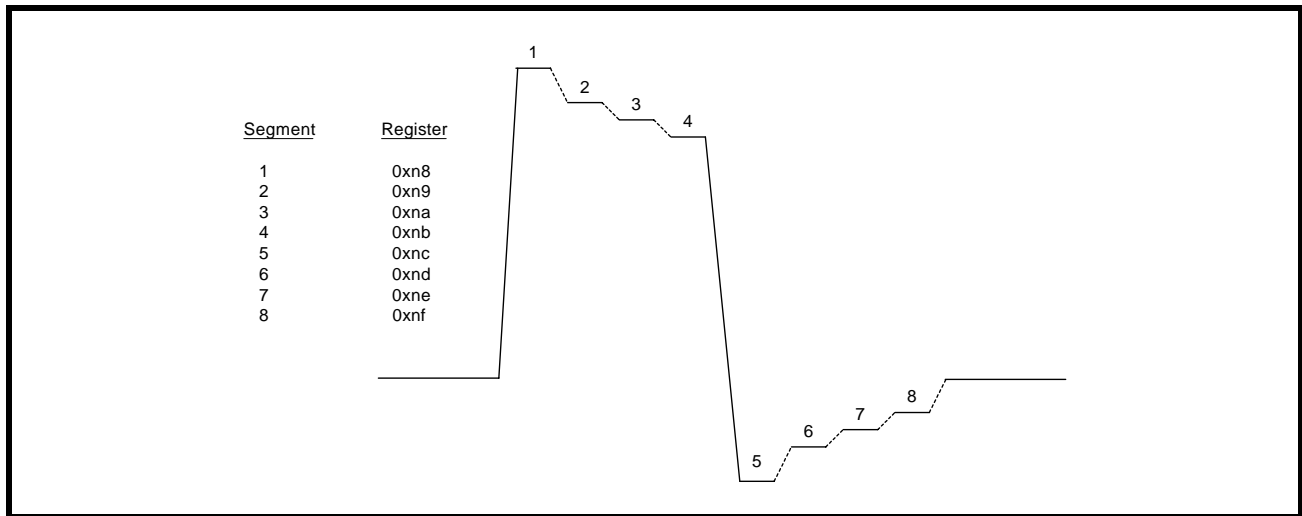 1
2
3
4
Segment Register
1 0xn8
2 0xn9
3 0xna
4 0xnb
5 0xnc
6 0xnd
7 0xne
8 0xnf
8
7
6
5